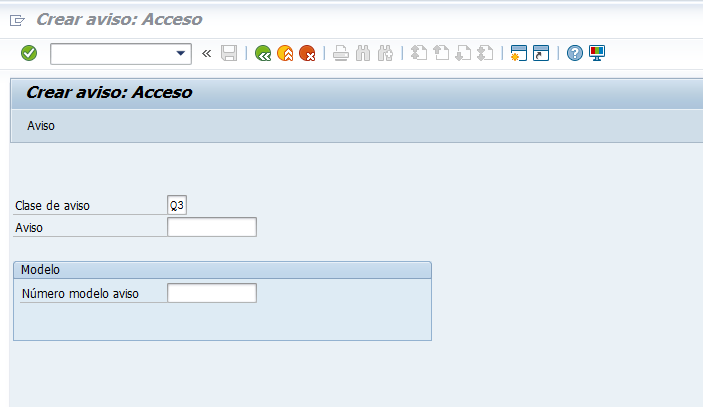 Crear aviso: Acceso
Crear aviso: Acceso
Aviso
Clase de aviso Q3
Aviso
Modelo
Número modelo aviso